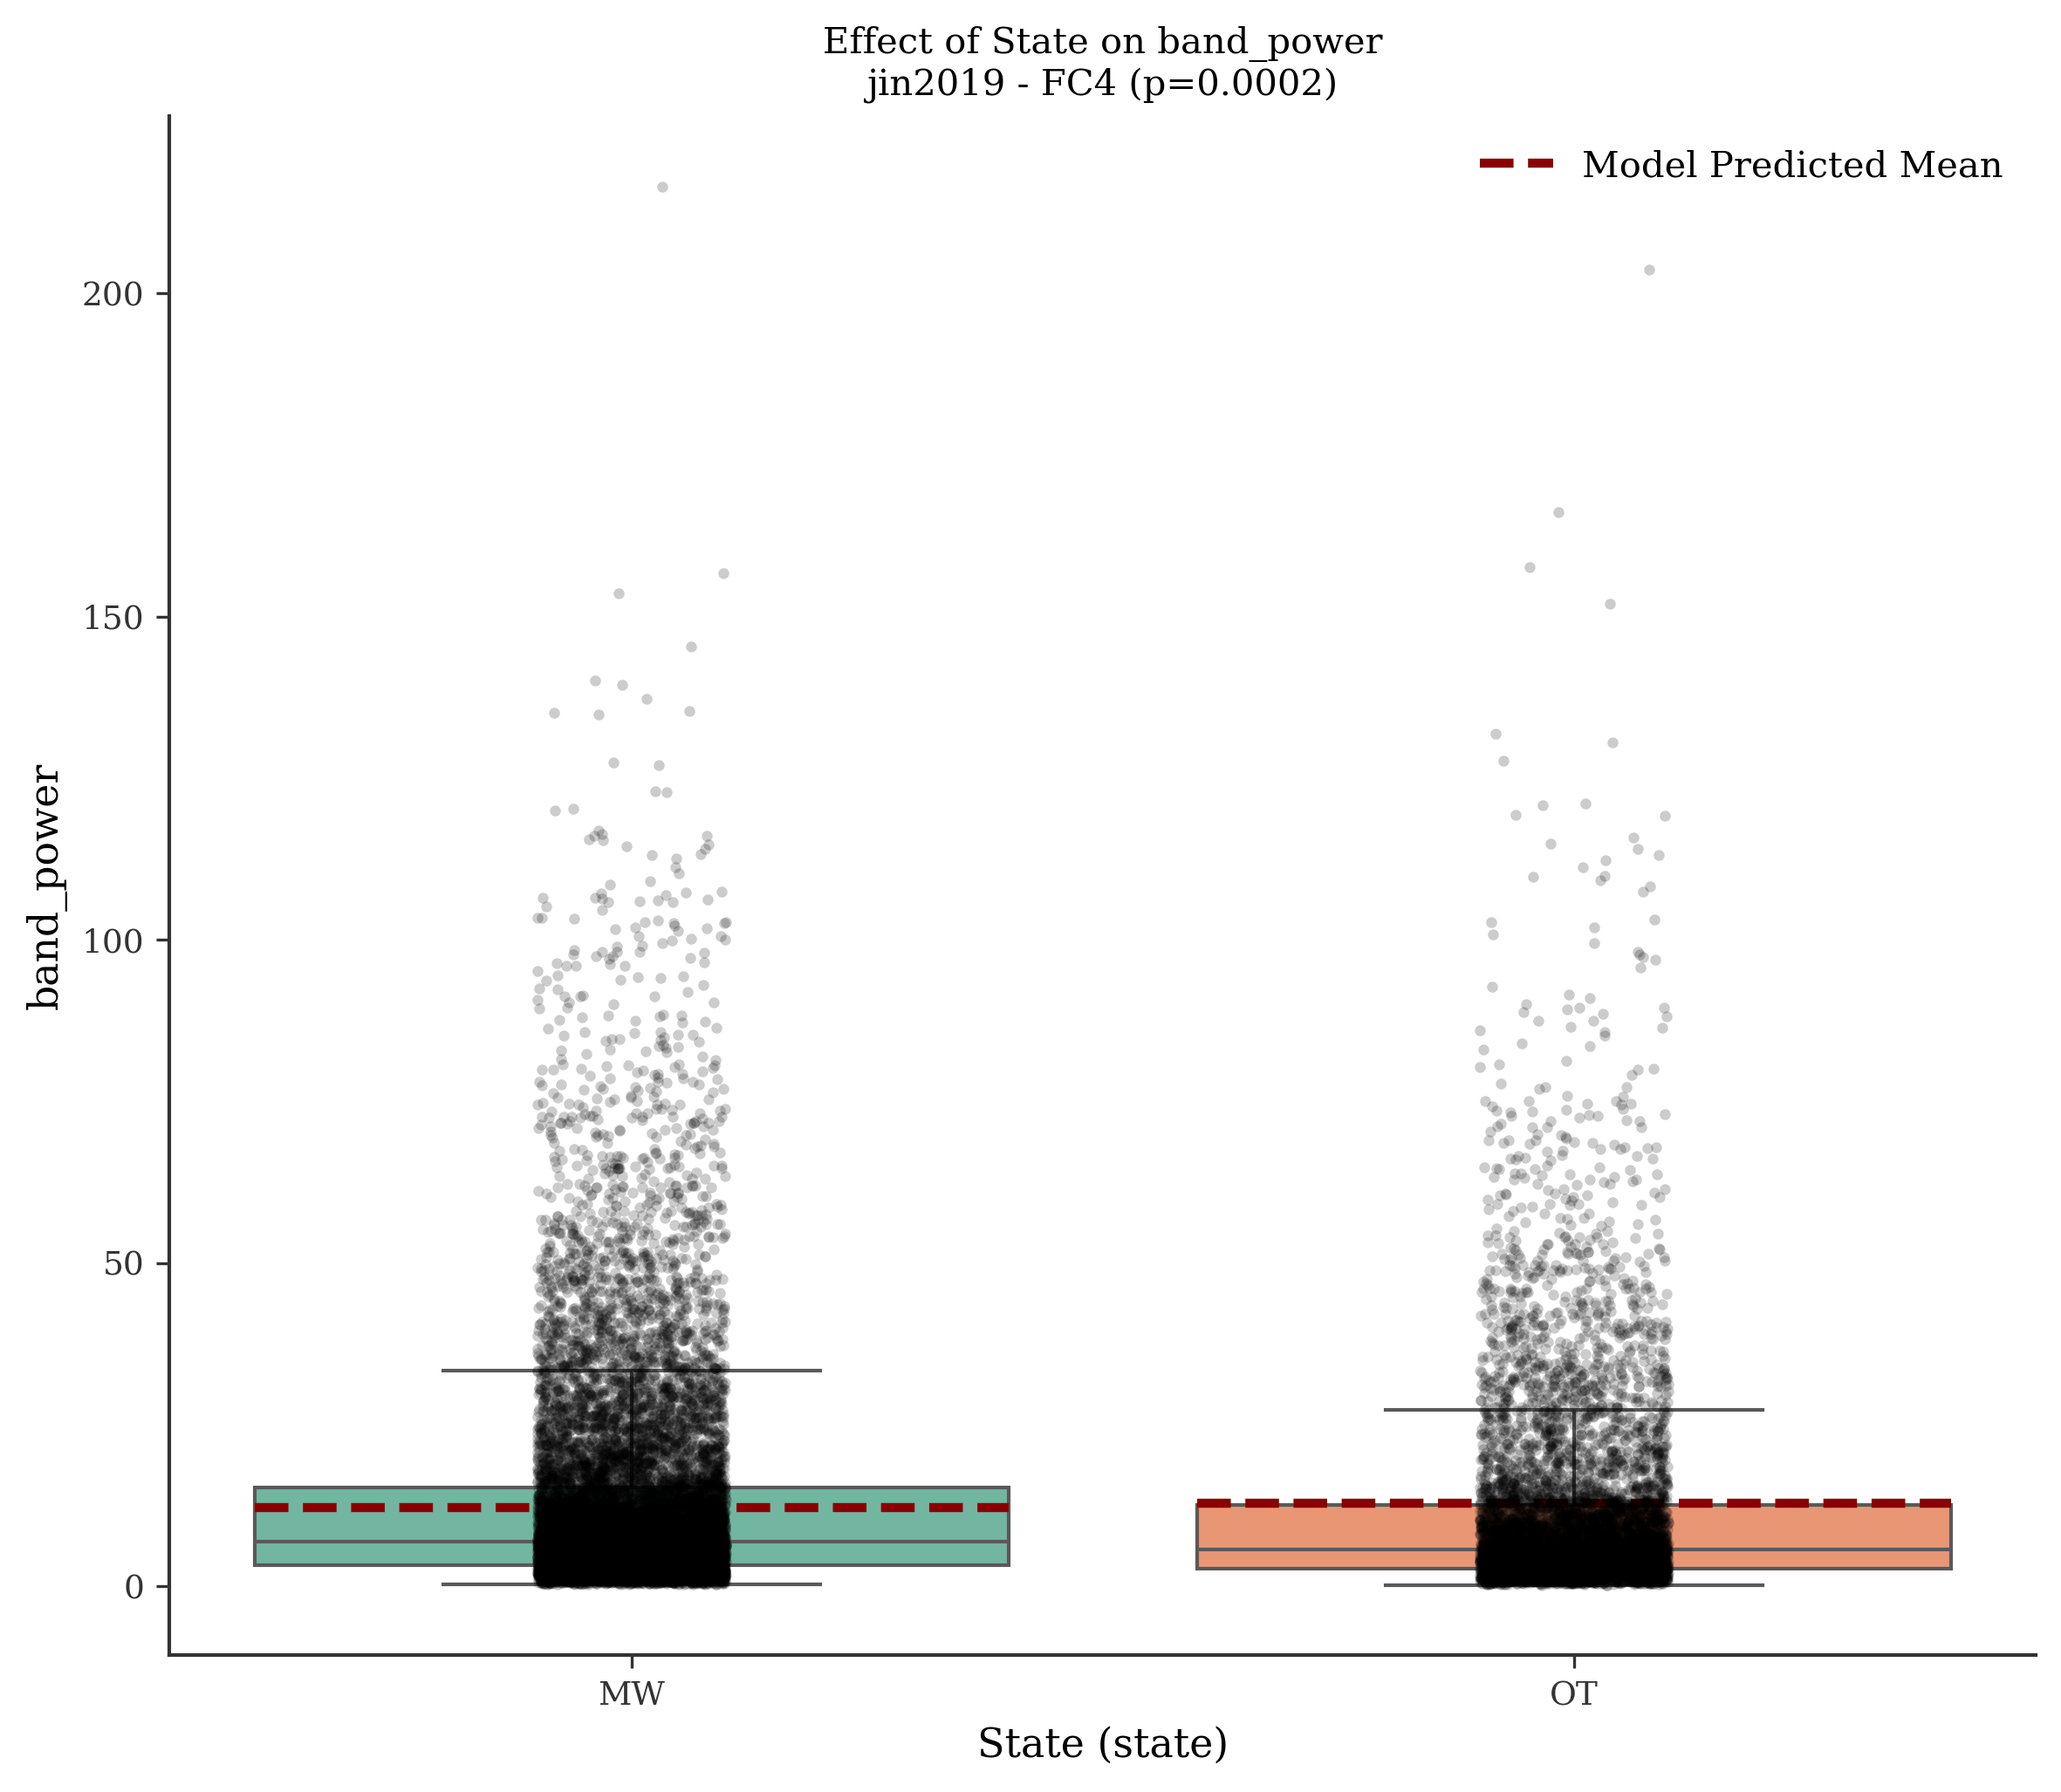 Effect of State on band_power
jin2019 - FC4 (p=0.0002)
Model Predicted Mean
200
150
100
50
0
band_power
MW
OT
State (state)